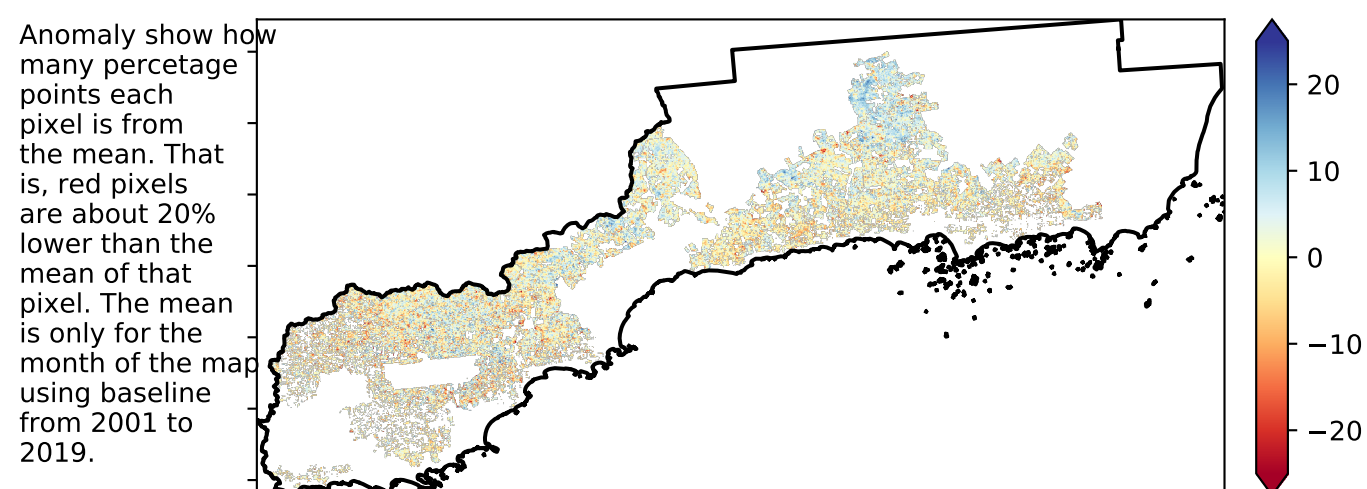 Anomaly show how
many percetage
points each
pixel is from
the mean. That
is, red pixels
are about 20%
lower than the
mean of that
pixel. The mean
is only for the
month of the map
using baseline
from 2001 to
2019.
20
10
0
−10
−20